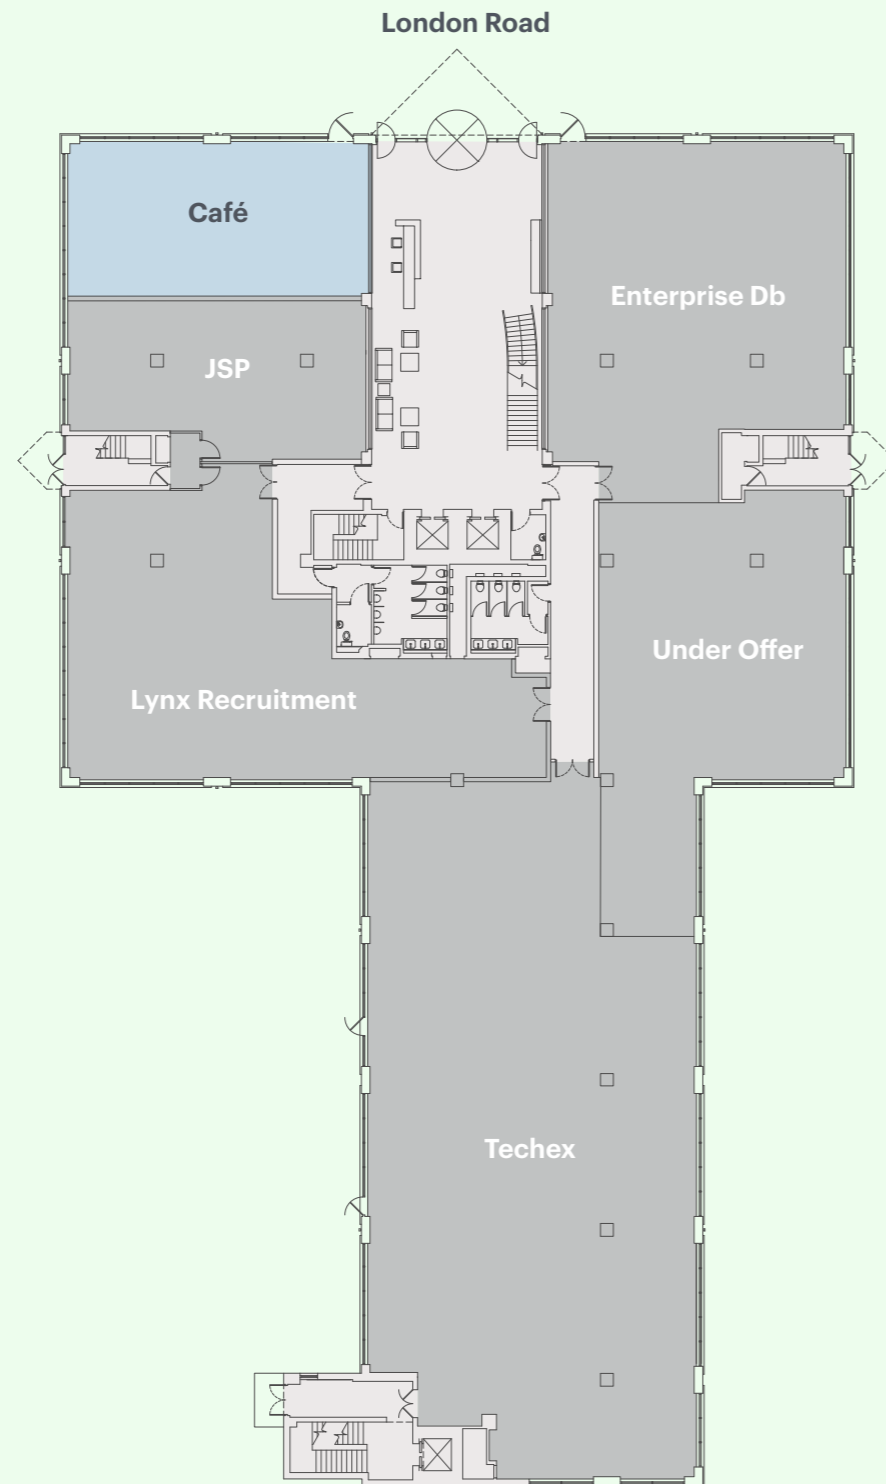 London Road
Café
Enterprise Db
JSP
Under Offer
Lynx Recruitment
Techex